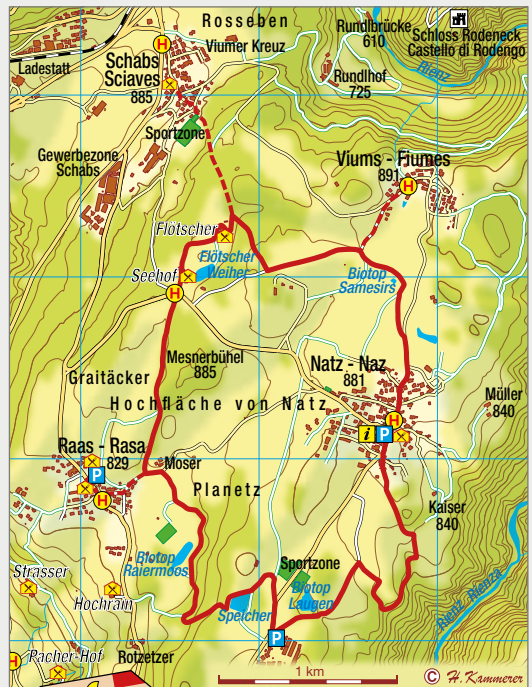 Rosseben
Rundlbrücke
610
Schloss Rodeneck
Castello di Rodengo
H
Viumer Kreuz
Ladestatt
Schabs
Sciaves
885
Rundlhof
725
Rienz
Sportzone
Gewerbezone
Schabs
Viums - Fiumes
891
H
Flötscher
Flötscher
Weiher
Seehof
H
Biotop
Samesirs
Mesnerbühel
885
Natz - Naz
881
Graitäcker
Hochfläche von Natz
Müller
840
H
i P
Raas - Rasa
829
P
H
Moser
Planetz
Kaiser
840
Biotop
Raiermoos
Sportzone
Biotop
Laugen
Strasser
Hochrain
Speicher
Rienz - Rienza
P
H
Pacher-Hof
Rotzetzer
1 km
© H. Kammerer